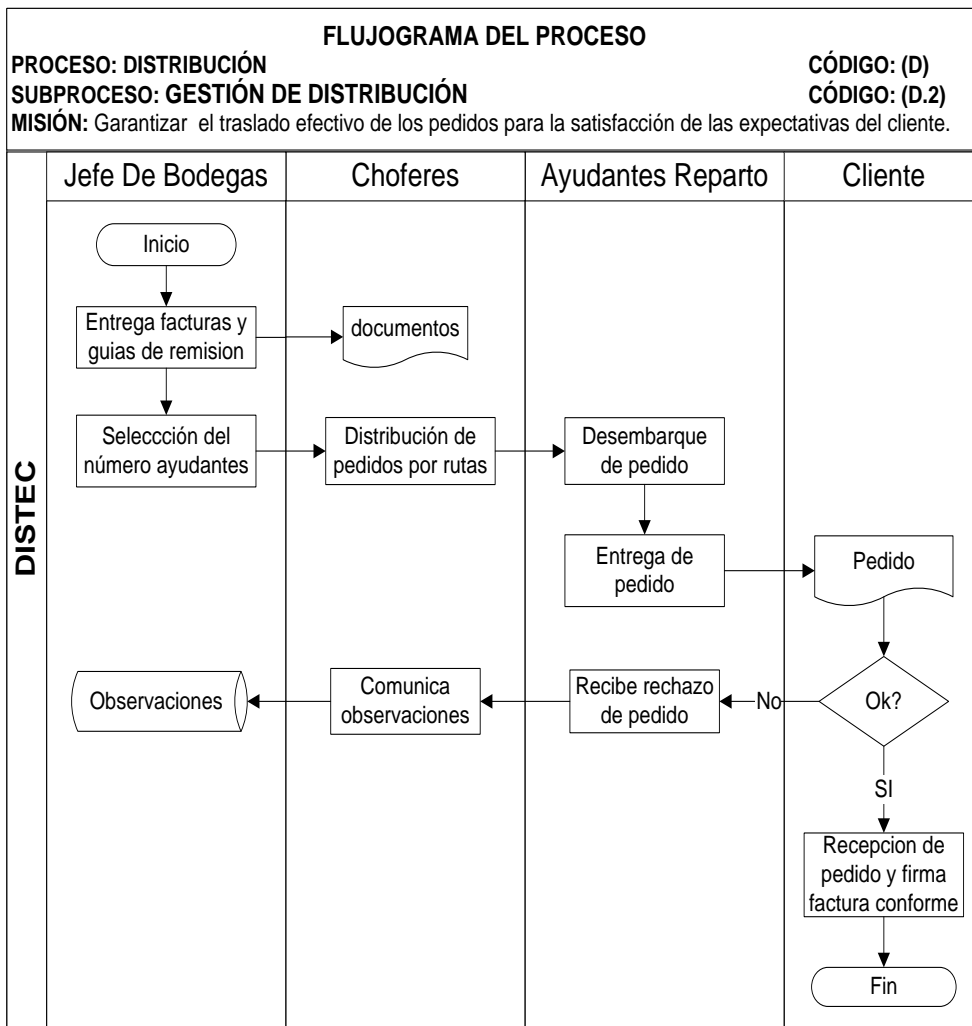 FLUJOGRAMA DEL PROCESO
PROCESO: DISTRIBUCIÓN CÓDIGO: (D)
SUBPROCESO: GESTIÓN DE DISTRIBUCIÓN CÓDIGO: (D.2)
MISIÓN: Garantizar el traslado efectivo de los pedidos para la satisfacción de las expectativas del cliente.
Jefe De Bodegas Choferes Ayudantes Reparto Cliente
DISTEC
Inicio
Entrega facturas y
guias de remision
documentos
Seleccción del
número ayudantes
Distribución de
pedidos por rutas
Desembarque
de pedido
Entrega de
pedido
Pedido
Ok?
No
Recibe rechazo
de pedido
Comunica
observaciones
Observaciones
SI
Recepcion de
pedido y firma
factura conforme
Fin